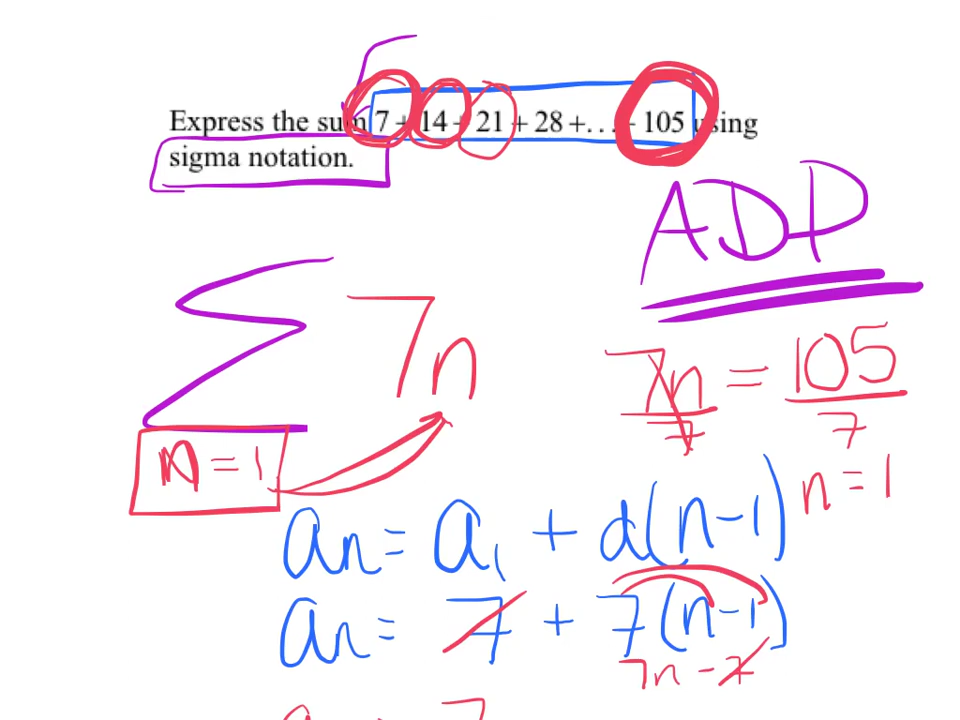 Express the sum 7 + 14 + 21 + 28 +. . . + 105 using
sigma notation.
ADP
Σ 7n
n = 1
7n = 105
7 7
n = 1
an = a1 + d(n-1)
an = 7 + 7(n-1)
7n - 7